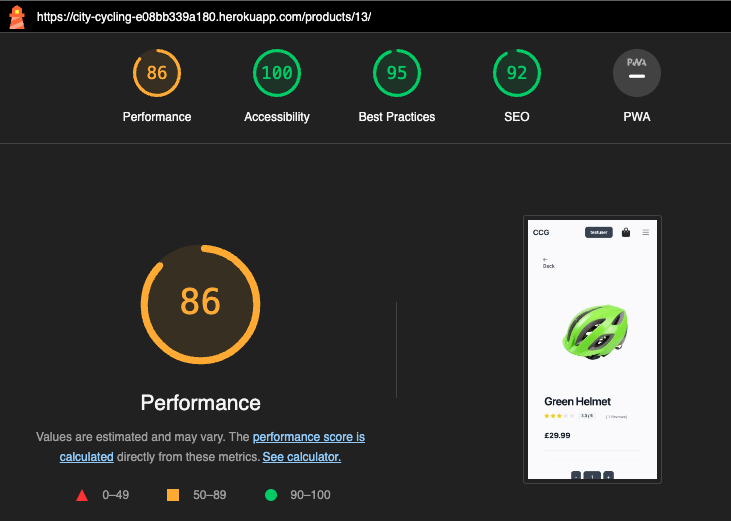 https://city-cycling-e08bb339a180.herokuapp.com/products/13/
86 100 95 92 PWA
Performance Accessibility Best Practices SEO PWA
CCG testuser
←
Back
86
Green Helmet
£29.99
Performance
Values are estimated and may vary. The performance score is
calculated directly from these metrics. See calculator.
- 1 +
0–49 50–89 90–100